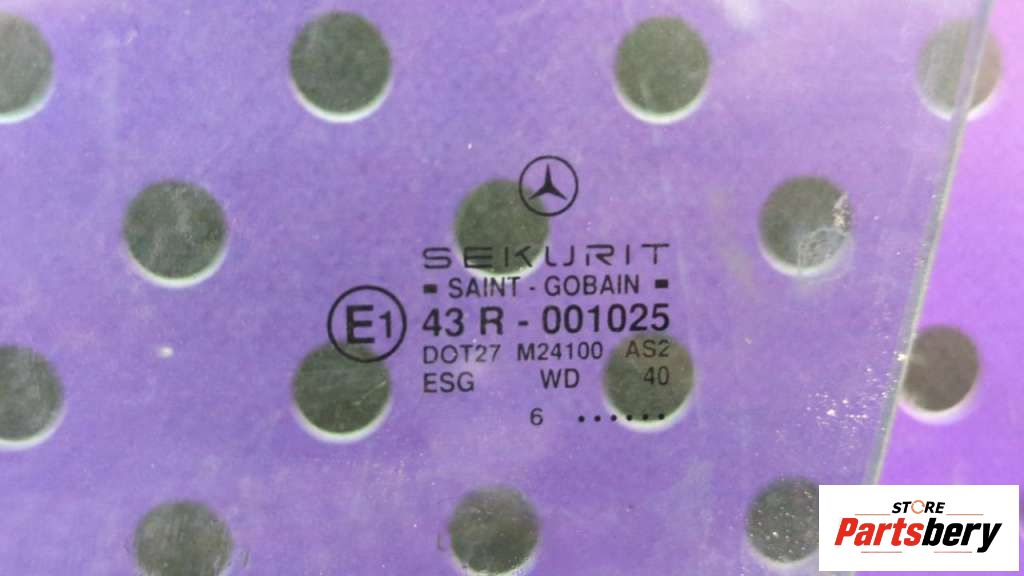 SEKURIT
▪ SAINT - GOBAIN ▪
E1 43 R - 001025
DOT27 M24100 AS2
ESG WD 40
6 ......
STORE
Partsbery